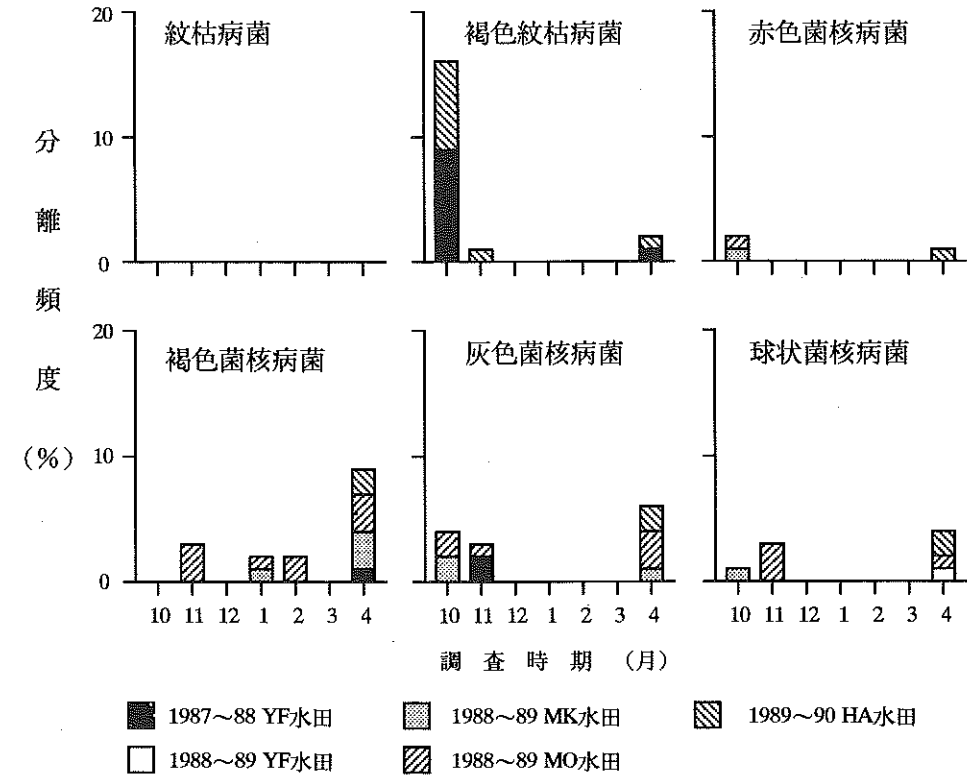 紋枯病菌
褐色紋枯病菌
赤色菌核病菌
20
10
0
褐色菌核病菌
灰色菌核病菌
球状菌核病菌
20
10
0
分離頻度(%)
10 11 12 1 2 3 4
10 11 12 1 2 3 4
10 11 12 1 2 3 4
調査時期(月)
1987〜88 YF水田
1988〜89 MK水田
1989〜90 HA水田
1988〜89 YF水田
1988〜89 MO水田